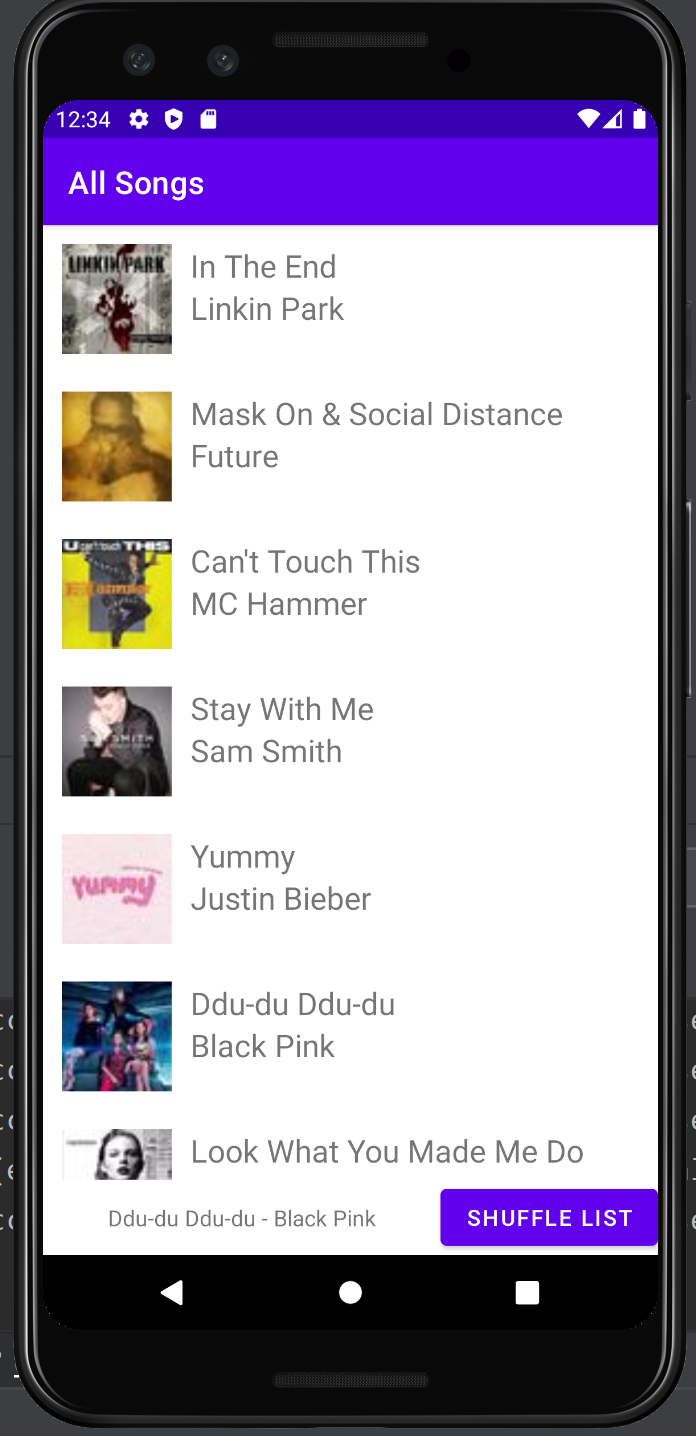 12:34
All Songs
LINKIN PARK
In The End
Linkin Park
Mask On & Social Distance
Future
U can't touch THIS
Can't Touch This
MC Hammer
SAM SMITH
Stay With Me
Sam Smith
Yummy
Yummy
Justin Bieber
Ddu-du Ddu-du
Black Pink
Look What You Made Me Do
Ddu-du Ddu-du - Black Pink
SHUFFLE LIST